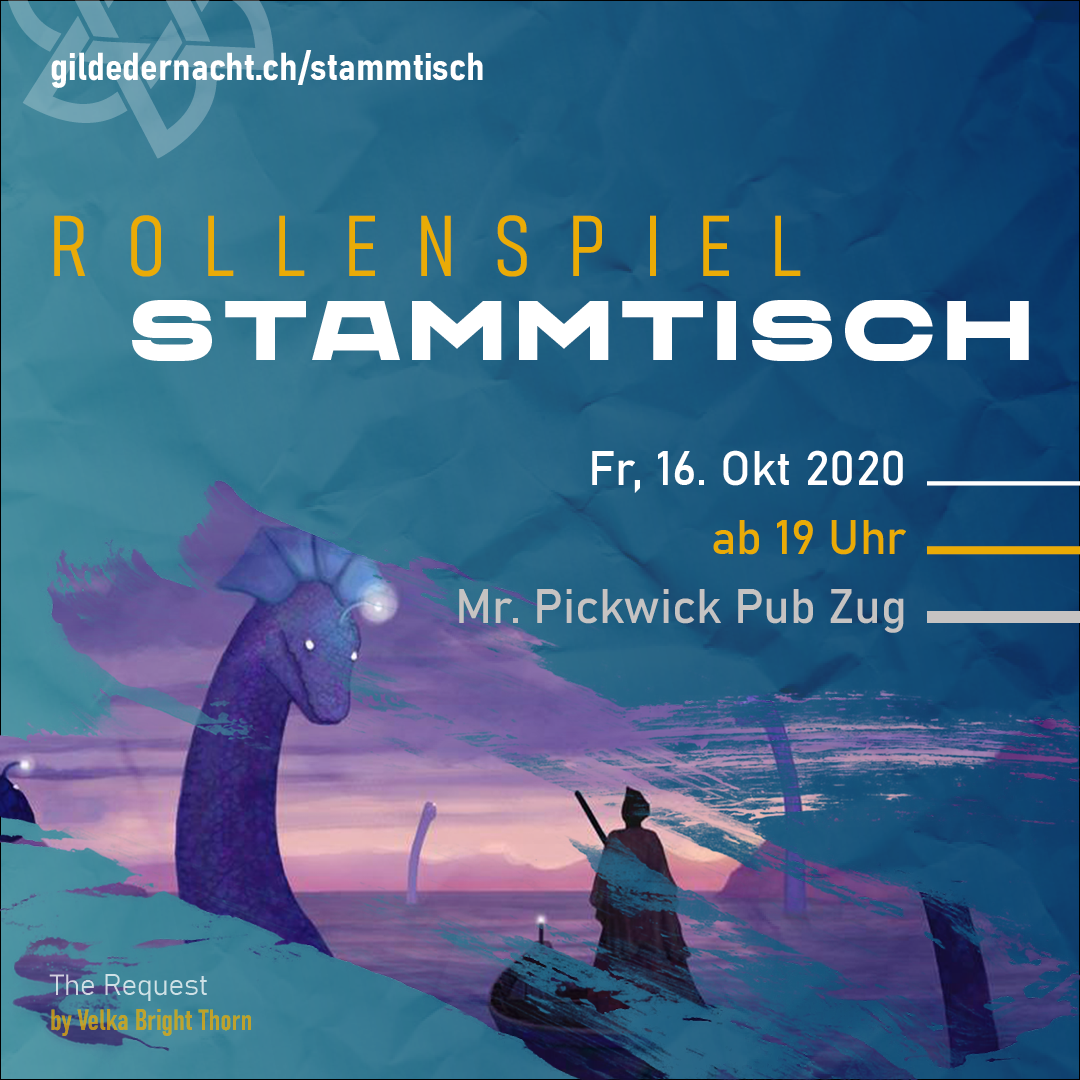 gildedernacht.ch/stammtisch
ROLLENSPIEL
STAMMTISCH
Fr, 16. Okt 2020
ab 19 Uhr
Mr. Pickwick Pub Zug
The Request
by Velka Bright Thorn